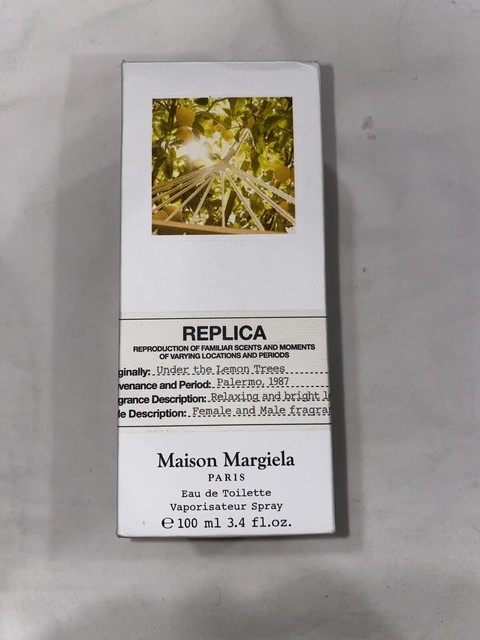 REPLICA
REPRODUCTION OF FAMILIAR SCENTS AND MOMENTS
OF VARYING LOCATIONS AND PERIODS
ginally: Under the Lemon Trees
venance and Period: Palermo, 1987
grance Description: Relaxing and bright le
le Description: Female and Male fragran
Maison Margiela
PARIS
Eau de Toilette
Vaporisateur Spray
℮ 100 ml 3.4 fl.oz.